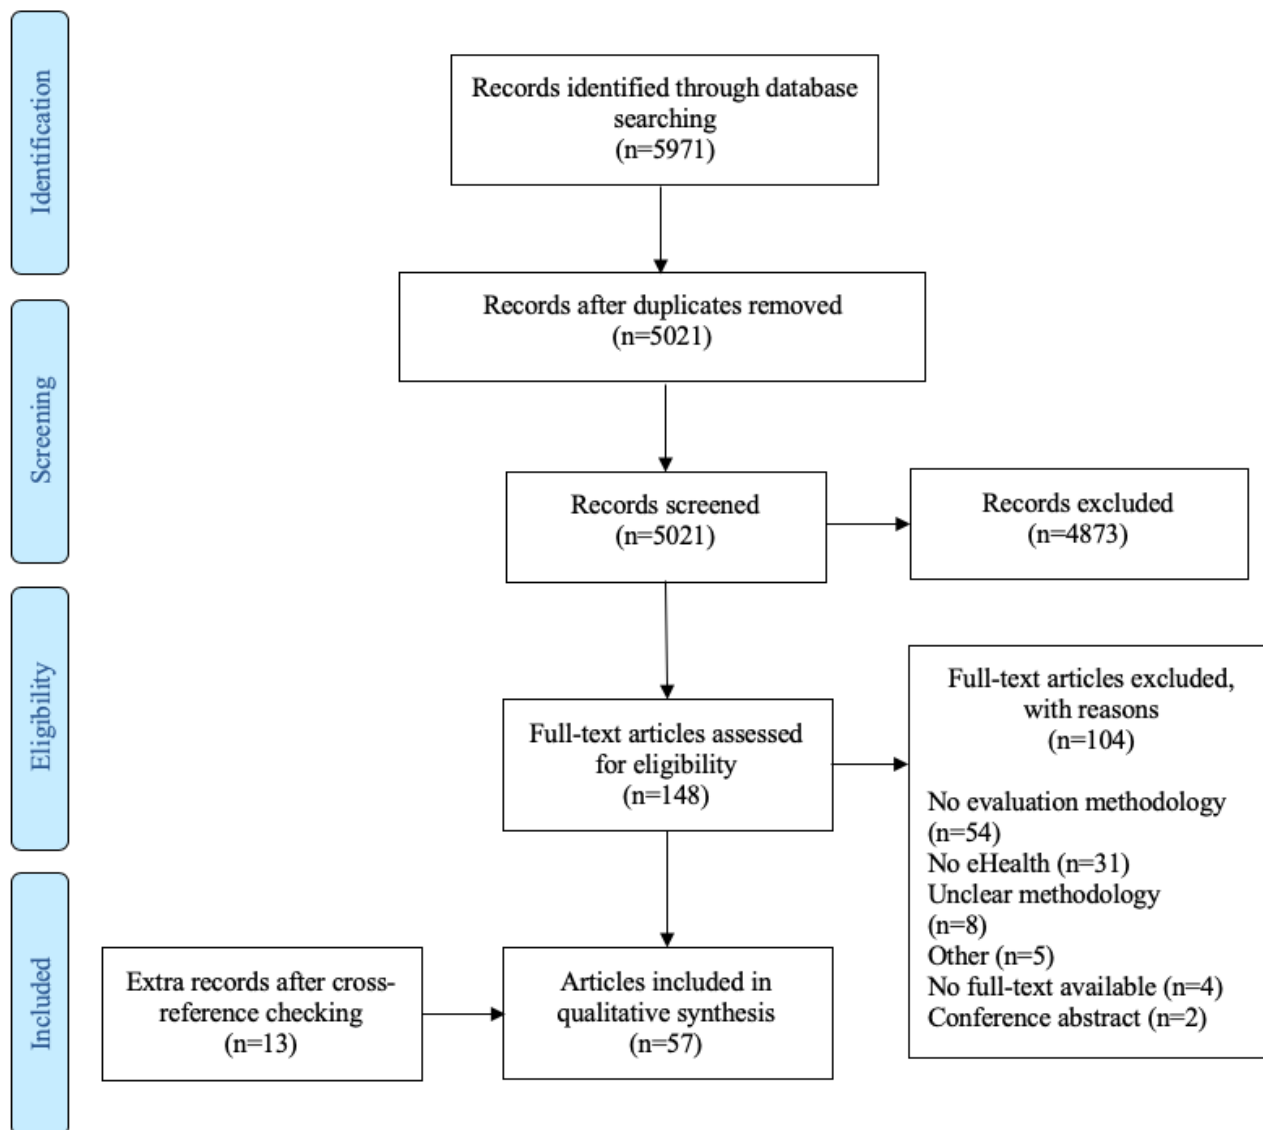 Identification
Records identified through database
searching
(n=5971)
Records after duplicates removed
(n=5021)
Screening
Records screened
(n=5021)
Records excluded
(n=4873)
Eligibility
Full-text articles assessed
for eligibility
(n=148)
Full-text articles excluded,
with reasons
(n=104)
No evaluation methodology
(n=54)
No eHealth (n=31)
Unclear methodology
(n=8)
Other (n=5)
No full-text available (n=4)
Conference abstract (n=2)
Included
Extra records after cross-
reference checking
(n=13)
Articles included in
qualitative synthesis
(n=57)